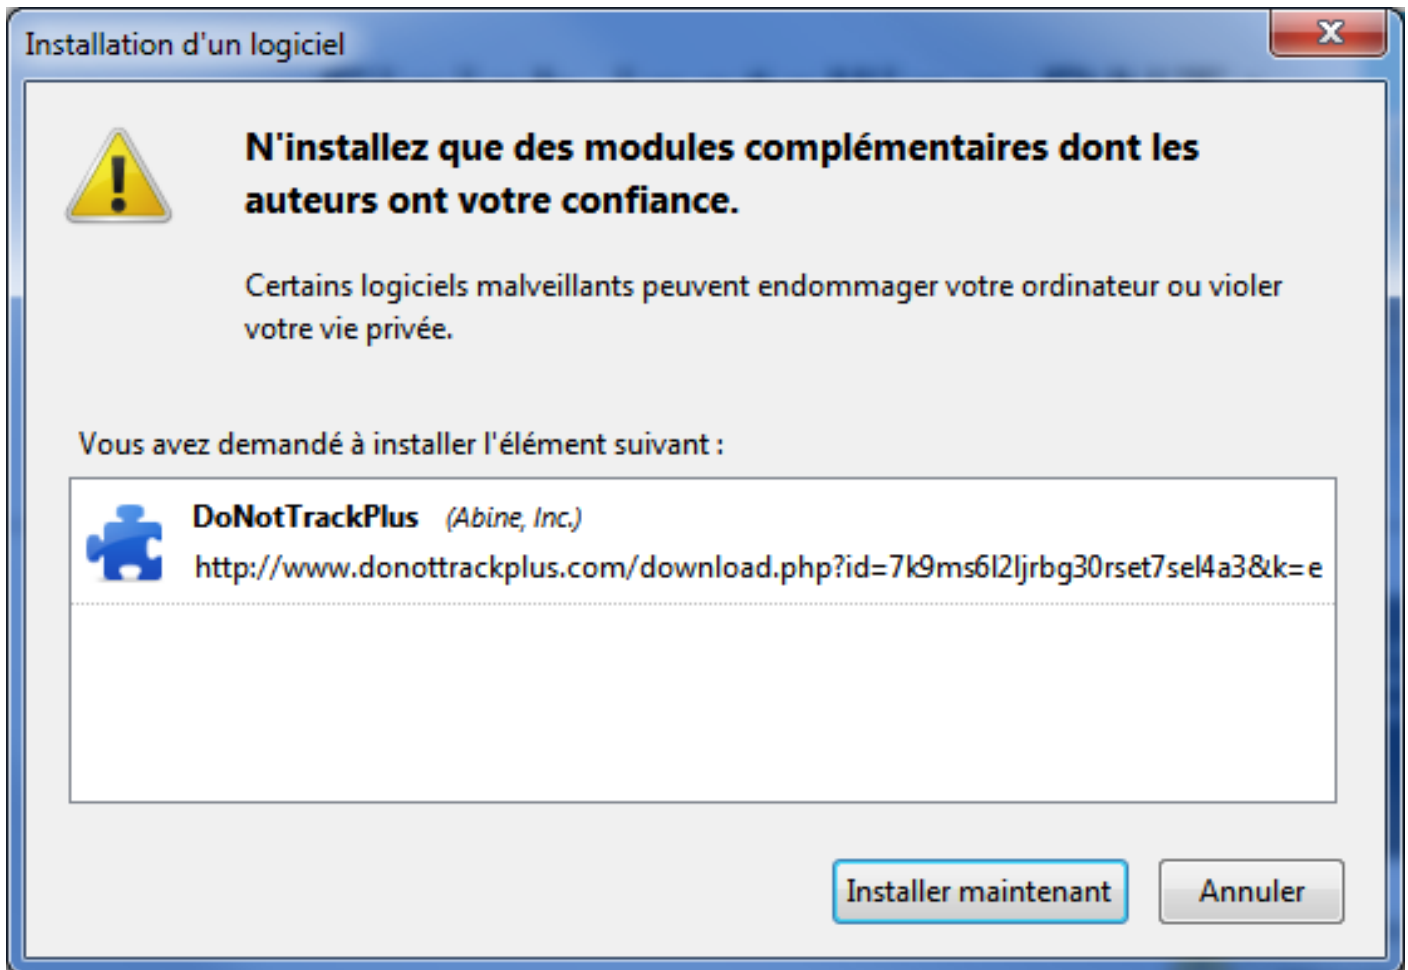 Installation d'un logiciel
N'installez que des modules complémentaires dont les
auteurs ont votre confiance.
Certains logiciels malveillants peuvent endommager votre ordinateur ou violer
votre vie privée.
Vous avez demandé à installer l'élément suivant :
DoNotTrackPlus (Abine, Inc.)
http://www.donottrackplus.com/download.php?id=7k9ms6l2ljrbg30rset7sel4a3&k=e
Installer maintenant Annuler